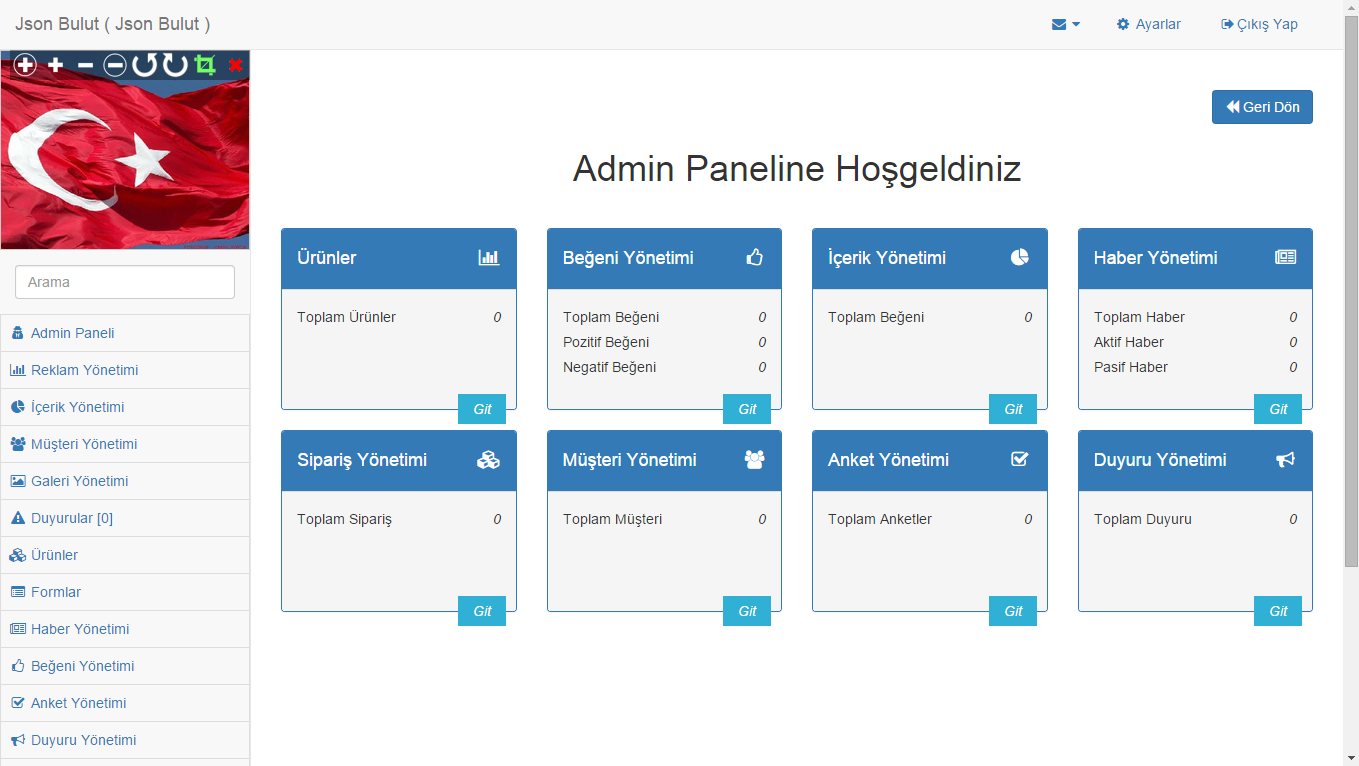 Json Bulut ( Json Bulut )
Ayarlar
Çıkış Yap
Geri Dön
Admin Paneline Hoşgeldiniz
Arama
Admin Paneli
Reklam Yönetimi
İçerik Yönetimi
Müşteri Yönetimi
Galeri Yönetimi
Duyurular [0]
Ürünler
Formlar
Haber Yönetimi
Beğeni Yönetimi
Anket Yönetimi
Duyuru Yönetimi
Ürünler
Toplam Ürünler 0
Git
Beğeni Yönetimi
Toplam Beğeni 0
Pozitif Beğeni 0
Negatif Beğeni 0
Git
İçerik Yönetimi
Toplam Beğeni 0
Git
Haber Yönetimi
Toplam Haber 0
Aktif Haber 0
Pasif Haber 0
Git
Sipariş Yönetimi
Toplam Sipariş 0
Git
Müşteri Yönetimi
Toplam Müşteri 0
Git
Anket Yönetimi
Toplam Anketler 0
Git
Duyuru Yönetimi
Toplam Duyuru 0
Git